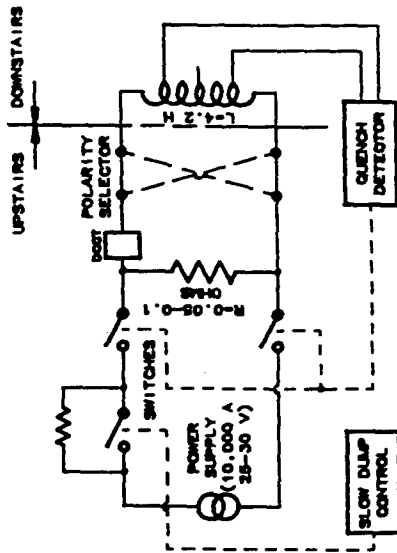 UPSTAIRS
DOWNSTAIRS
POLARITY
SELECTOR
L=4.2 H
DCCT
R=0.05-0.1
OHMS
SWITCHES
POWER
SUPPLY
(10,000 A
25-30 V)
QUENCH
DETECTOR
SLOW DUMP
CONTROL